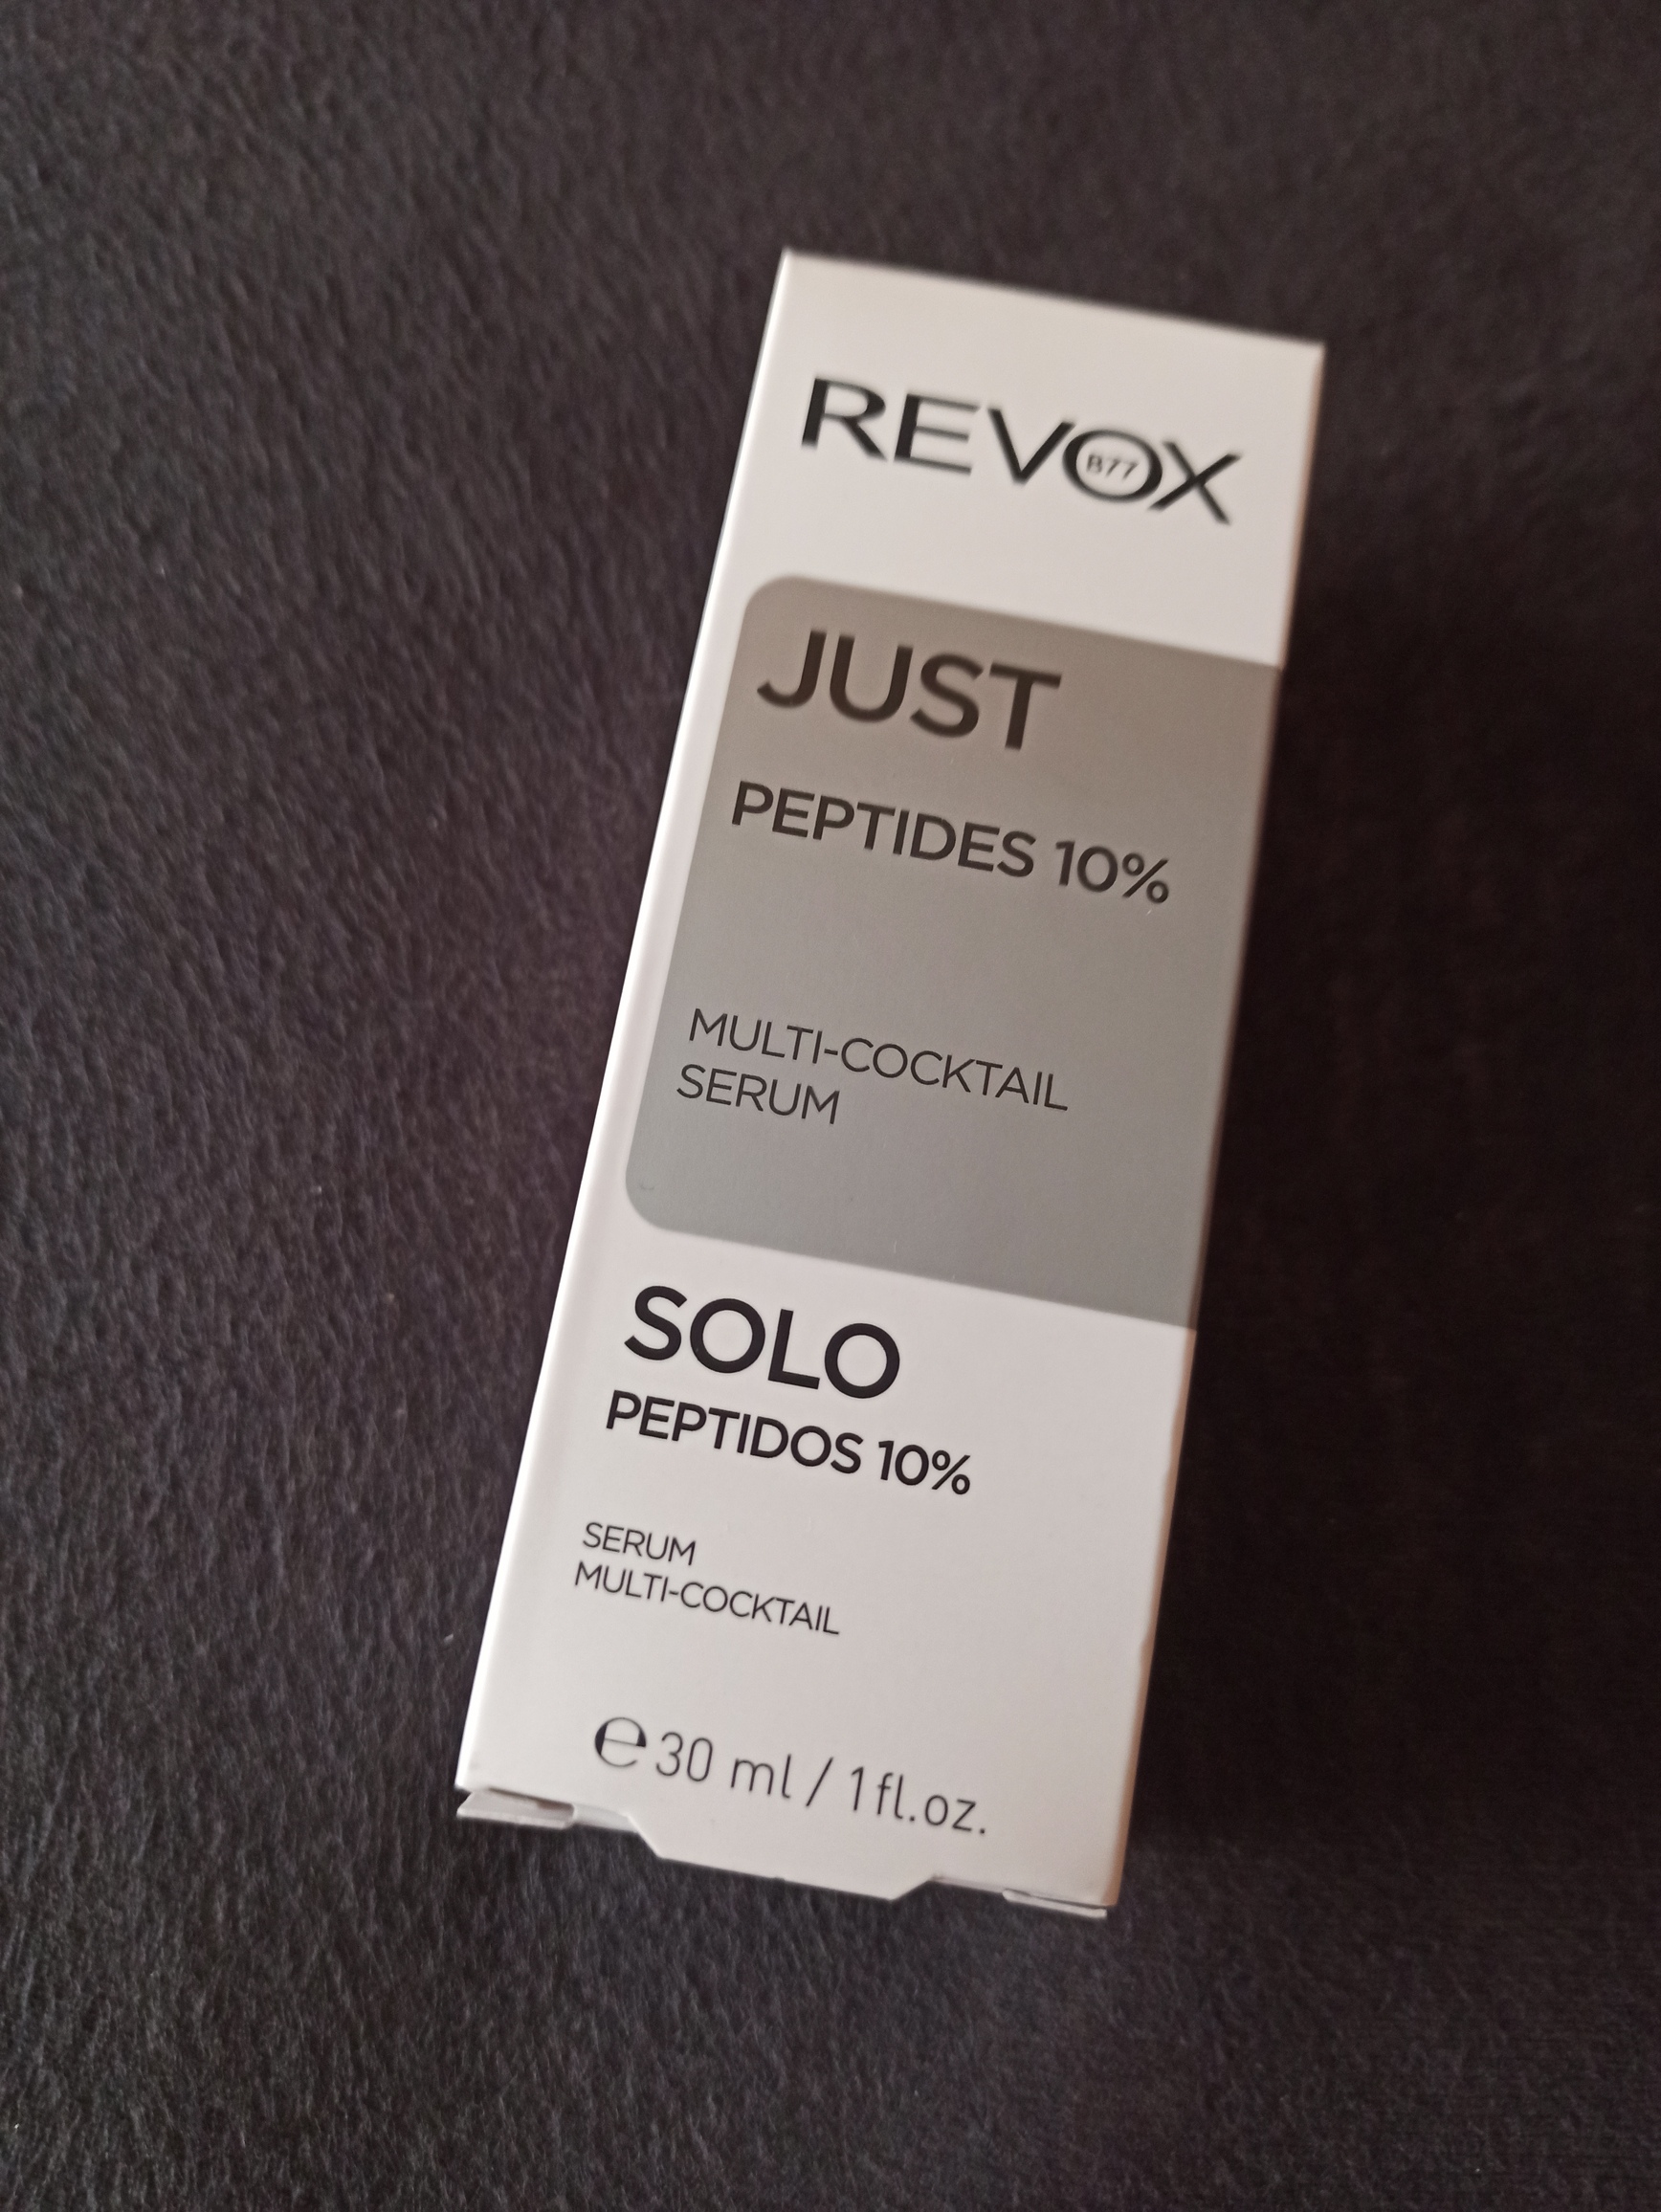 REVOX
B77
JUST
PEPTIDES 10%
MULTI-COCKTAIL
SERUM
SOLO
PEPTIDOS 10%
SERUM
MULTI-COCKTAIL
℮ 30 ml / 1 fl.oz.